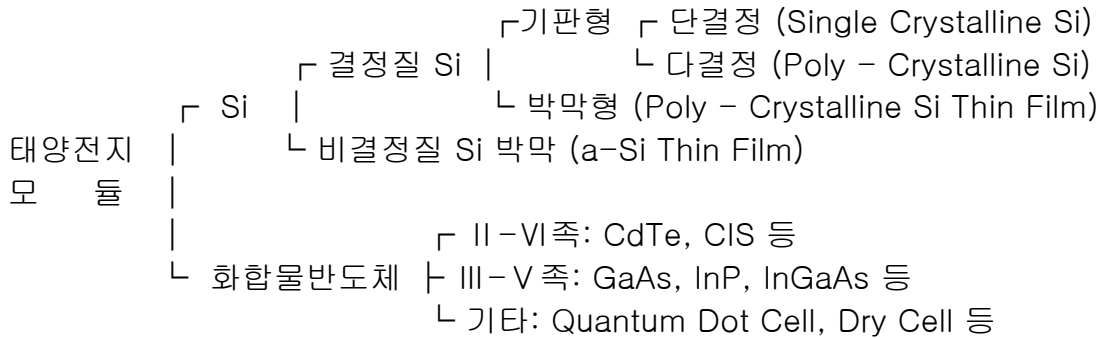 ┌기판형 ┌ 단결정 (Single Crystalline Si)
┌ 결정질 Si │ └ 다결정 (Poly - Crystalline Si)
┌ Si │ └ 박막형 (Poly - Crystalline Si Thin Film)
태양전지 │ └ 비결정질 Si 박막 (a-Si Thin Film)
모 듈 │
│ ┌ Ⅱ-Ⅵ족: CdTe, CIS 등
└ 화합물반도체 ├ Ⅲ-Ⅴ족: GaAs, InP, InGaAs 등
└ 기타: Quantum Dot Cell, Dry Cell 등